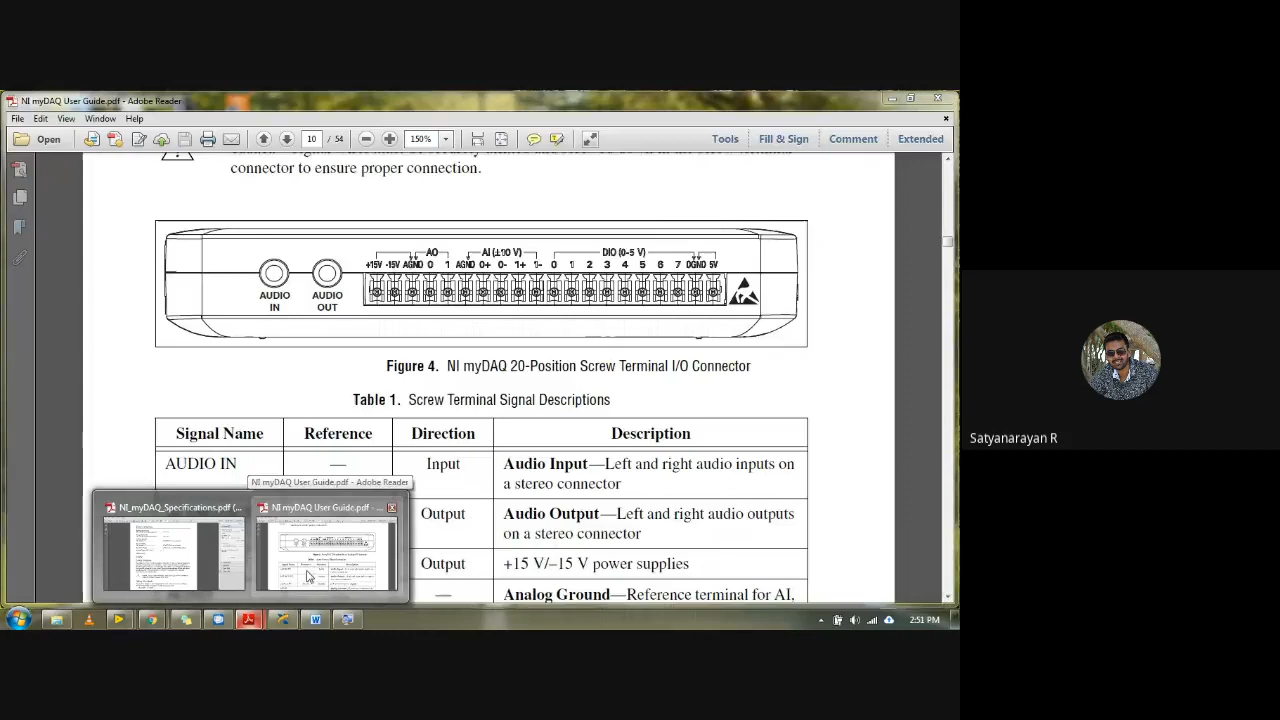 NI myDAQ User Guide.pdf - Adobe Reader
File Edit View Window Help
Open 10 / 54 150% Tools Fill & Sign Comment Extended
connector to ensure proper connection.
AO AI (±10 V) DIO (0-5 V)
+15V -15V AGND 0 1 AGND 0+ 0- 1+ 1- 0 1 2 3 4 5 6 7 DGND 5V
AUDIO IN
AUDIO OUT
Figure 4. NI myDAQ 20-Position Screw Terminal I/O Connector
Table 1. Screw Terminal Signal Descriptions
Signal Name Reference Direction Description
AUDIO IN — Input Audio Input—Left and right audio inputs on
a stereo connector
NI myDAQ User Guide.pdf - Adobe Reader
NI_myDAQ_Specifications.pdf (... NI myDAQ User Guide.pdf - ...
Output Audio Output—Left and right audio outputs
on a stereo connector
Output +15 V/–15 V power supplies
— Analog Ground—Reference terminal for AI,
2:51 PM
Satyanarayan R